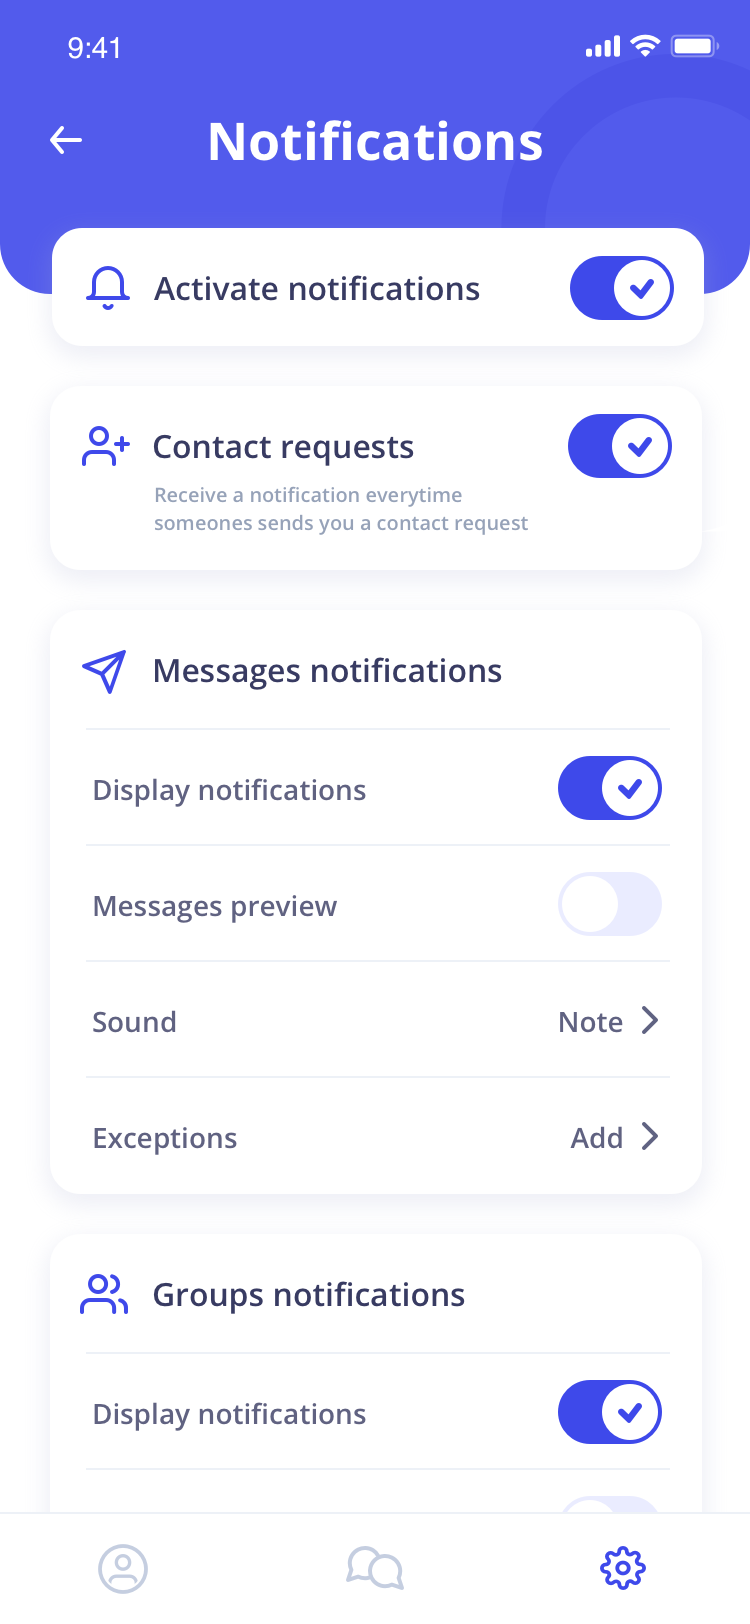 9:41
Notifications
Activate notifications
Contact requests
Receive a notification everytime
someones sends you a contact request
Messages notifications
Display notifications
Messages preview
Sound Note
Exceptions Add
Groups notifications
Display notifications